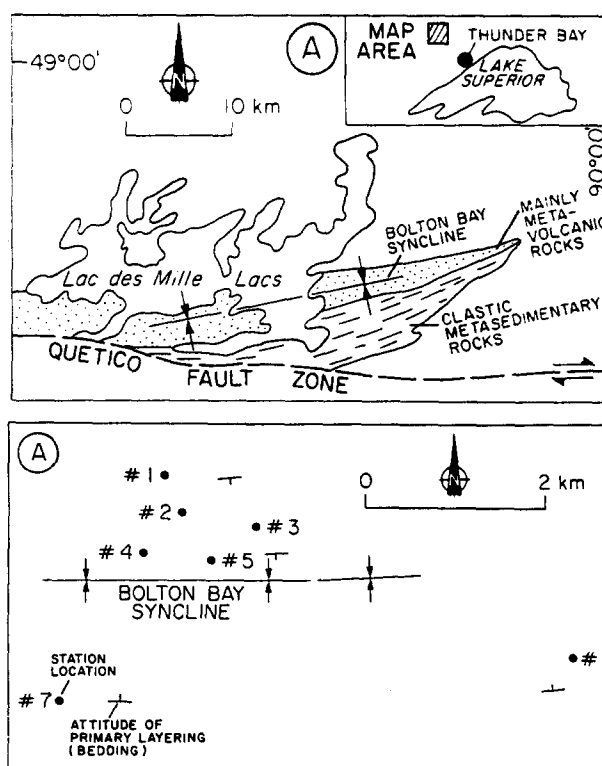 MAP
AREA
THUNDER BAY
LAKE
SUPERIOR
A
49°00'
N
0 10 km
90°00'
BOLTON BAY
SYNCLINE
MAINLY
META-
VOLCANIC
ROCKS
Lac des Mille Lacs
CLASTIC
METASEDIMENTARY
ROCKS
QUETICO FAULT ZONE
A
#1
#2
#3
#4
#5
N
0 2 km
BOLTON BAY
SYNCLINE
STATION
LOCATION
#
#7
ATTITUDE OF
PRIMARY LAYERING
(BEDDING)